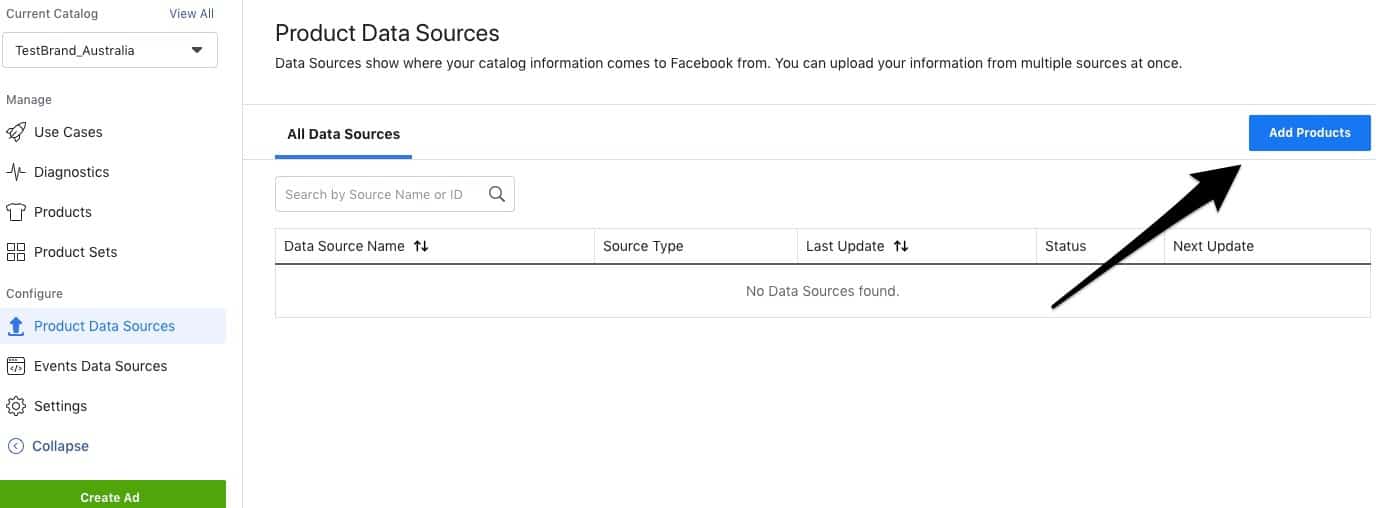 Current Catalog View All
TestBrand_Australia
Manage
Use Cases
Diagnostics
Products
Product Sets
Configure
Product Data Sources
Events Data Sources
Settings
Collapse
Create Ad
Product Data Sources
Data Sources show where your catalog information comes to Facebook from. You can upload your information from multiple sources at once.
All Data Sources
Add Products
Search by Source Name or ID
Data Source Name Source Type Last Update Status Next Update
No Data Sources found.